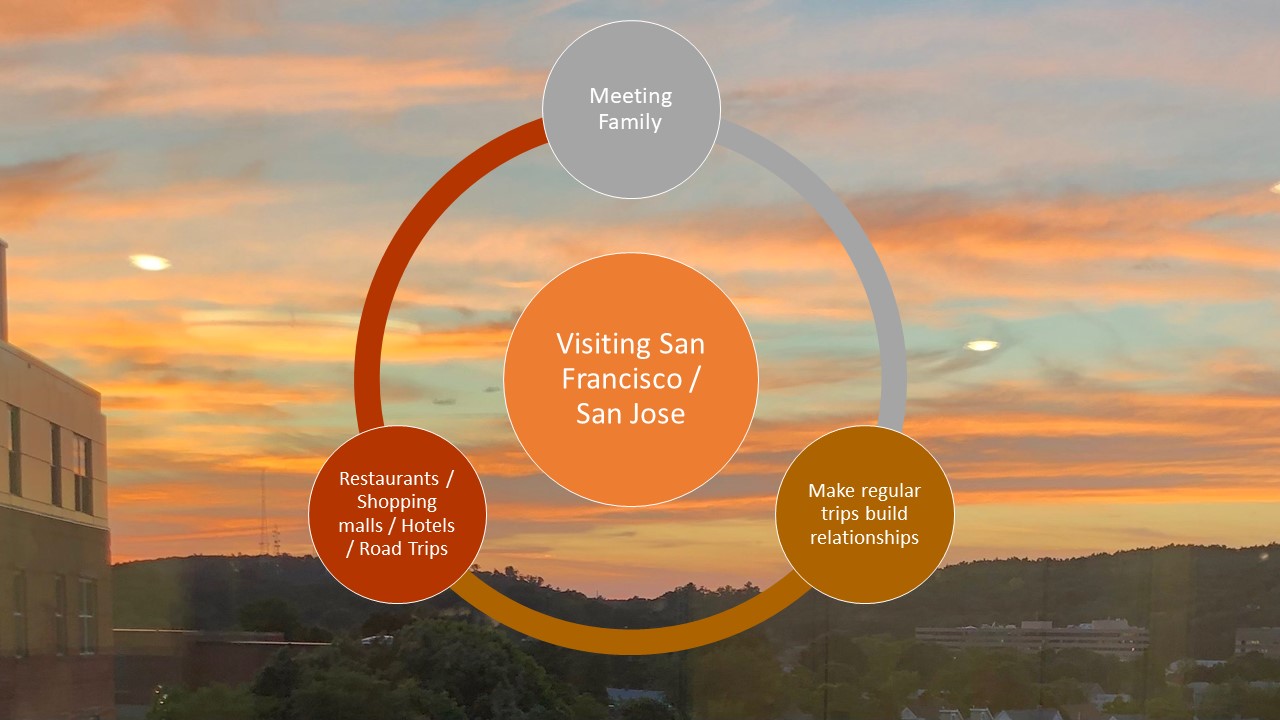 Meeting
Family
Visiting San
Francisco /
San Jose
Restaurants /
Shopping
malls / Hotels
/ Road Trips
Make regular
trips build
relationships